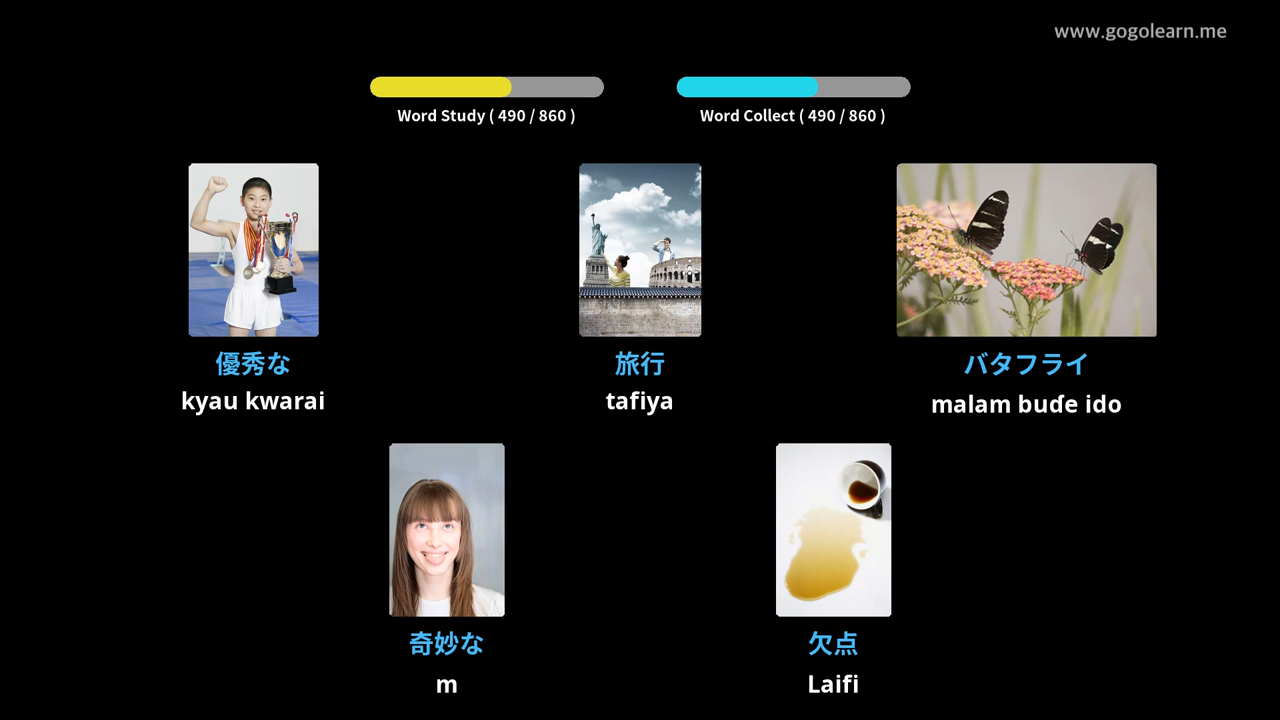 www.gogolearn.me
Word Study ( 490 / 860 )
Word Collect ( 490 / 860 )
優秀な
kyau kwarai
旅行
tafiya
バタフライ
malam buɗe ido
奇妙な
m
欠点
Laifi